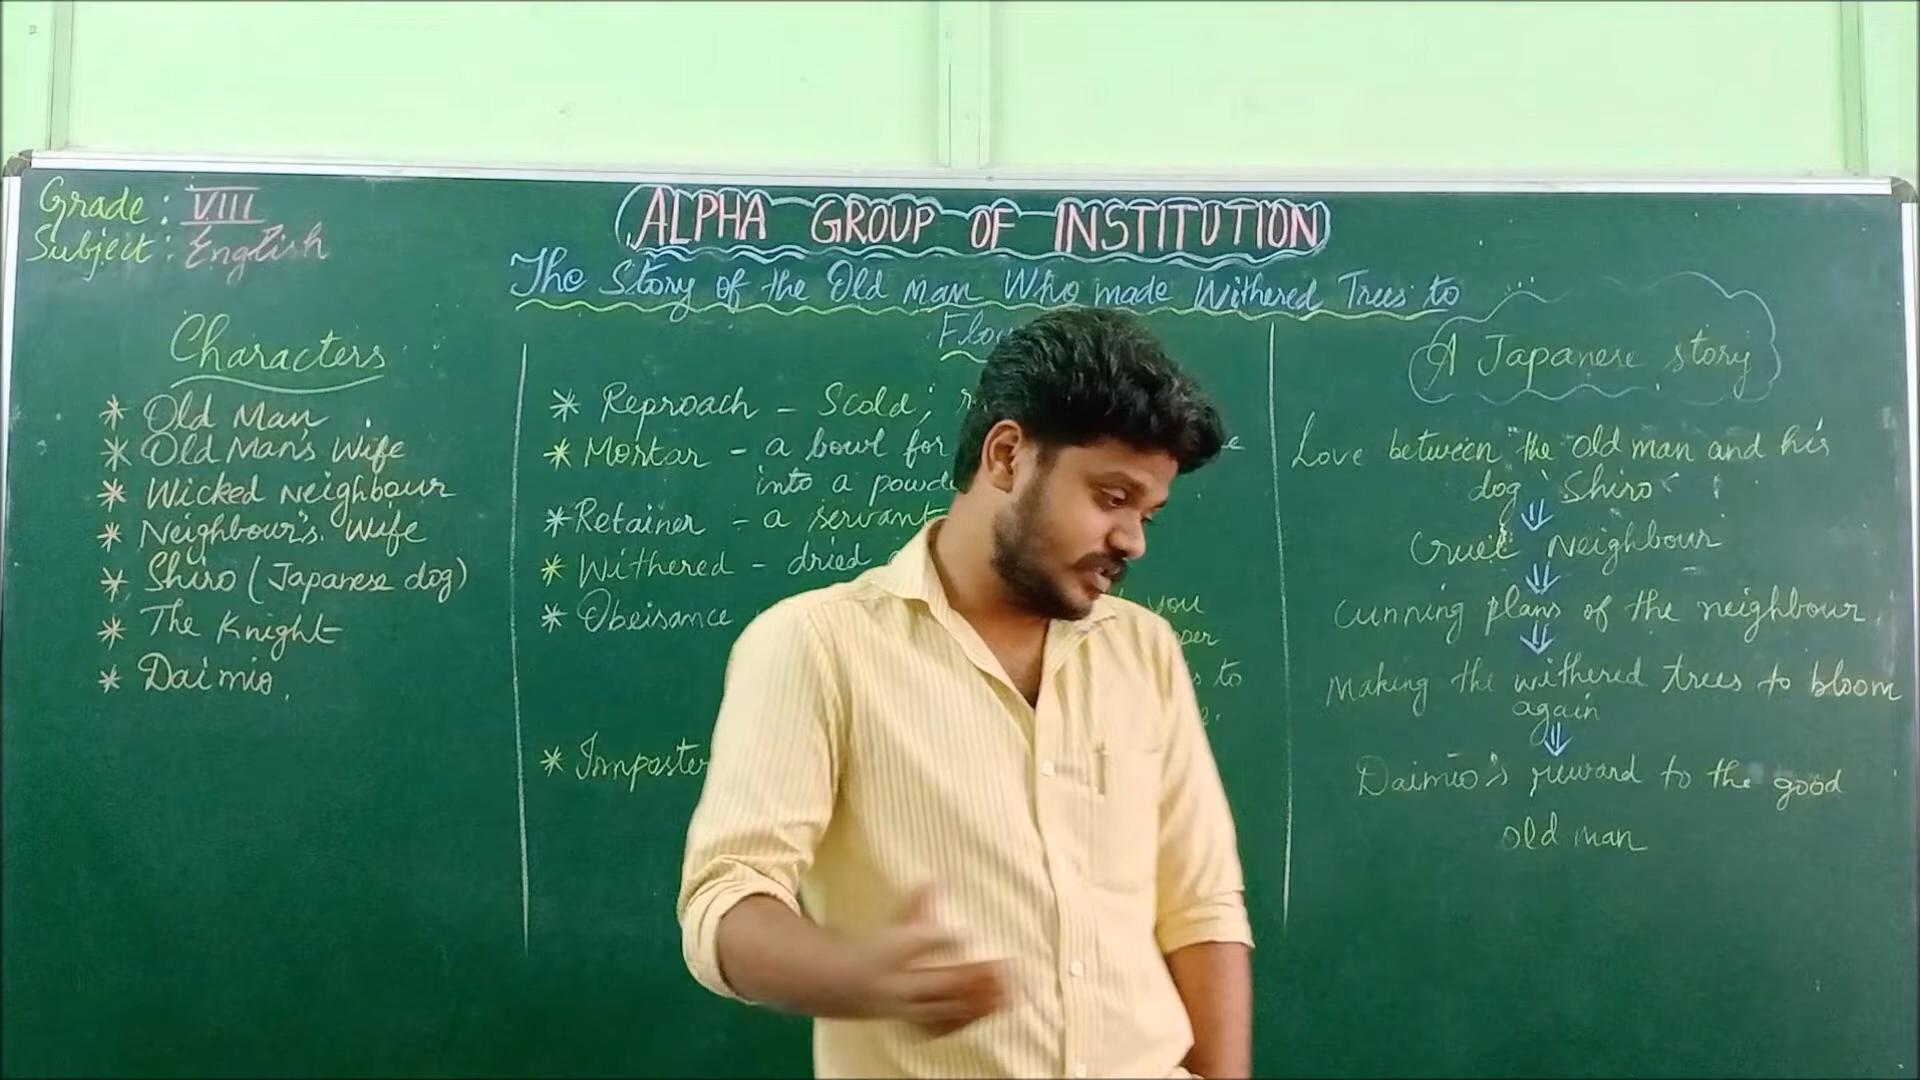 Grade: VIII
Subject: English
ALPHA GROUP OF INSTITUTION
The Story of the Old man Who made Withered Trees to
Characters
* Old Man
* Old Man's Wife
* Wicked Neighbour
* Neighbour's Wife
* Shiro (Japanese dog)
* The Knight
* Daimio.
* Reproach - Scold;
* Mortar - a bowl for
into a
* Retainer - a servant
* Withered - dried
* Obeisance
you
to
* Imposter
A Japanese story
Love between the old man and his
dog 'Shiro'
Cruel Neighbour
Cunning plans of the neighbour
Making the withered trees to bloom
again
Daimio's reward to the good
old man